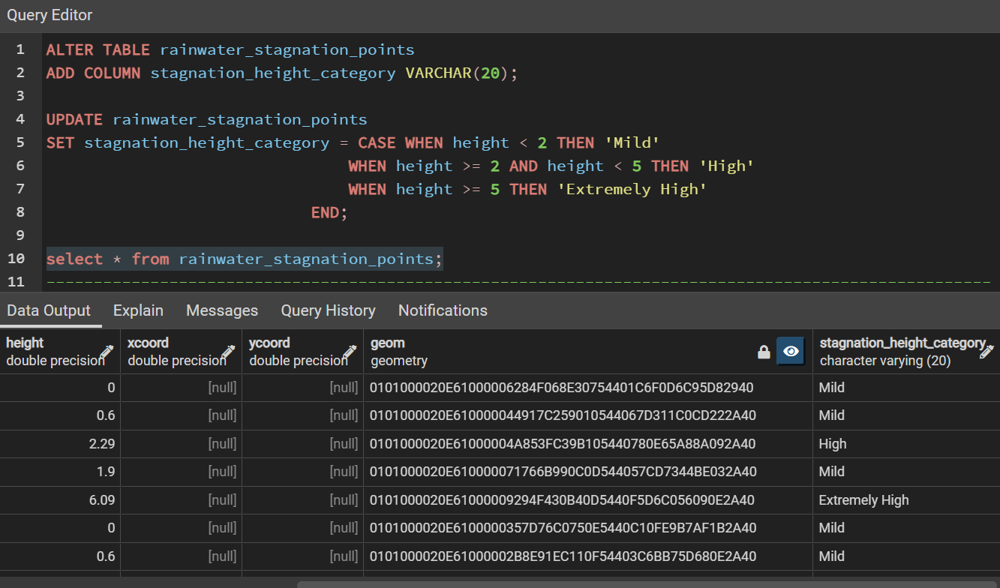 Query Editor
1 ALTER TABLE rainwater_stagnation_points
2 ADD COLUMN stagnation_height_category VARCHAR(20);
3
4 UPDATE rainwater_stagnation_points
5 SET stagnation_height_category = CASE WHEN height < 2 THEN 'Mild'
6 WHEN height >= 2 AND height < 5 THEN 'High'
7 WHEN height >= 5 THEN 'Extremely High'
8 END;
9
10 select * from rainwater_stagnation_points;
11 ----------------------------------------------------------------------------------------------------
Data Output Explain Messages Query History Notifications
height xcoord ycoord geom stagnation_height_category
double precision double precision double precision geometry character varying (20)
0 [null] [null] 0101000020E61000006284F068E30754401C6F0D6C95D82940 Mild
0.6 [null] [null] 0101000020E610000044917C259010544067D311C0CD222A40 Mild
2.29 [null] [null] 0101000020E61000004A853FC39B105440780E65A88A092A40 High
1.9 [null] [null] 0101000020E610000071766B990C0D544057CD7344BE032A40 Mild
6.09 [null] [null] 0101000020E61000009294F430B40D5440F5D6C056090E2A40 Extremely High
0 [null] [null] 0101000020E6100000357D76C0750E5440C10FE9B7AF1B2A40 Mild
0.6 [null] [null] 0101000020E61000002B8E91EC110F54403C6BB75D680E2A40 Mild